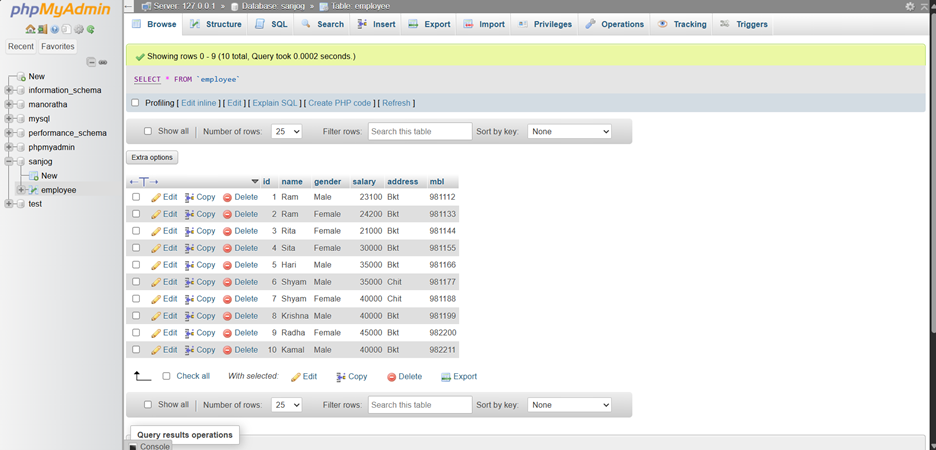 phpMyAdmin
Recent Favorites
New
information_schema
manoratha
mysql
performance_schema
phpmyadmin
sanjog
New
employee
test
Server: 127.0.0.1 » Database: sanjog » Table: employee
Browse Structure SQL Search Insert Export Import Privileges Operations Tracking Triggers
Showing rows 0 - 9 (10 total, Query took 0.0002 seconds.)
SELECT * FROM `employee`
Profiling [ Edit inline ] [ Edit ] [ Explain SQL ] [ Create PHP code ] [ Refresh ]
Show all Number of rows: 25 Filter rows: Search this table Sort by key: None
Extra options
←T→ id name gender salary address mbl
Edit Copy Delete 1 Ram Male 23100 Bkt 981112
Edit Copy Delete 2 Ram Female 24200 Bkt 981133
Edit Copy Delete 3 Rita Female 21000 Bkt 981144
Edit Copy Delete 4 Sita Female 30000 Bkt 981155
Edit Copy Delete 5 Hari Male 35000 Bkt 981166
Edit Copy Delete 6 Shyam Male 35000 Chit 981177
Edit Copy Delete 7 Shyam Female 40000 Chit 981188
Edit Copy Delete 8 Krishna Male 40000 Bkt 981199
Edit Copy Delete 9 Radha Female 45000 Bkt 982200
Edit Copy Delete 10 Kamal Male 40000 Bkt 982211
Check all With selected: Edit Copy Delete Export
Show all Number of rows: 25 Filter rows: Search this table Sort by key: None
Query results operations
Console